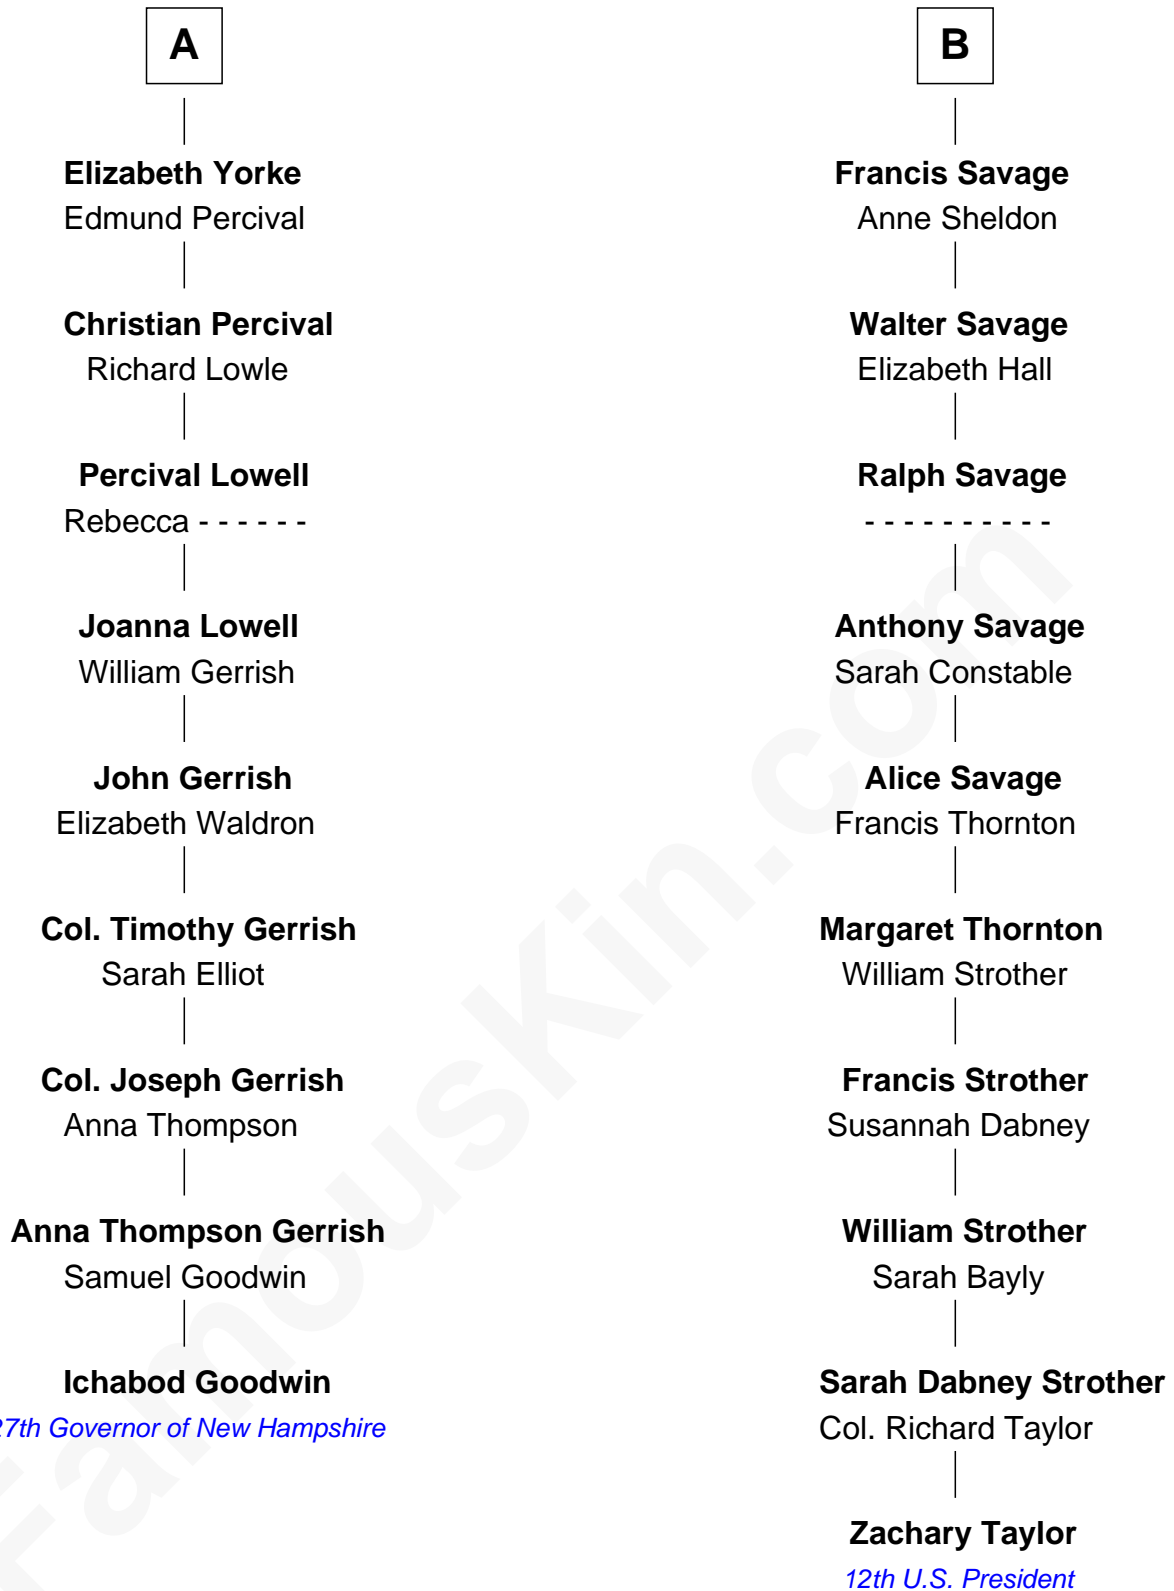 A
Elizabeth Yorke
Edmund Percival
Christian Percival
Richard Lowle
Percival Lowell
Rebecca - - - - - -
Joanna Lowell
William Gerrish
John Gerrish
Elizabeth Waldron
Col. Timothy Gerrish
Sarah Elliot
Col. Joseph Gerrish
Anna Thompson
Anna Thompson Gerrish
Samuel Goodwin
Ichabod Goodwin
27th Governor of New Hampshire
B
Francis Savage
Anne Sheldon
Walter Savage
Elizabeth Hall
Ralph Savage
- - - - - - - - - -
Anthony Savage
Sarah Constable
Alice Savage
Francis Thornton
Margaret Thornton
William Strother
Francis Strother
Susannah Dabney
William Strother
Sarah Bayly
Sarah Dabney Strother
Col. Richard Taylor
Zachary Taylor
12th U.S. President
FamousKin.com